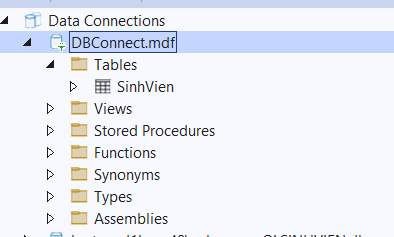 Data Connections
DBConnect.mdf
Tables
SinhVien
Views
Stored Procedures
Functions
Synonyms
Types
Assemblies